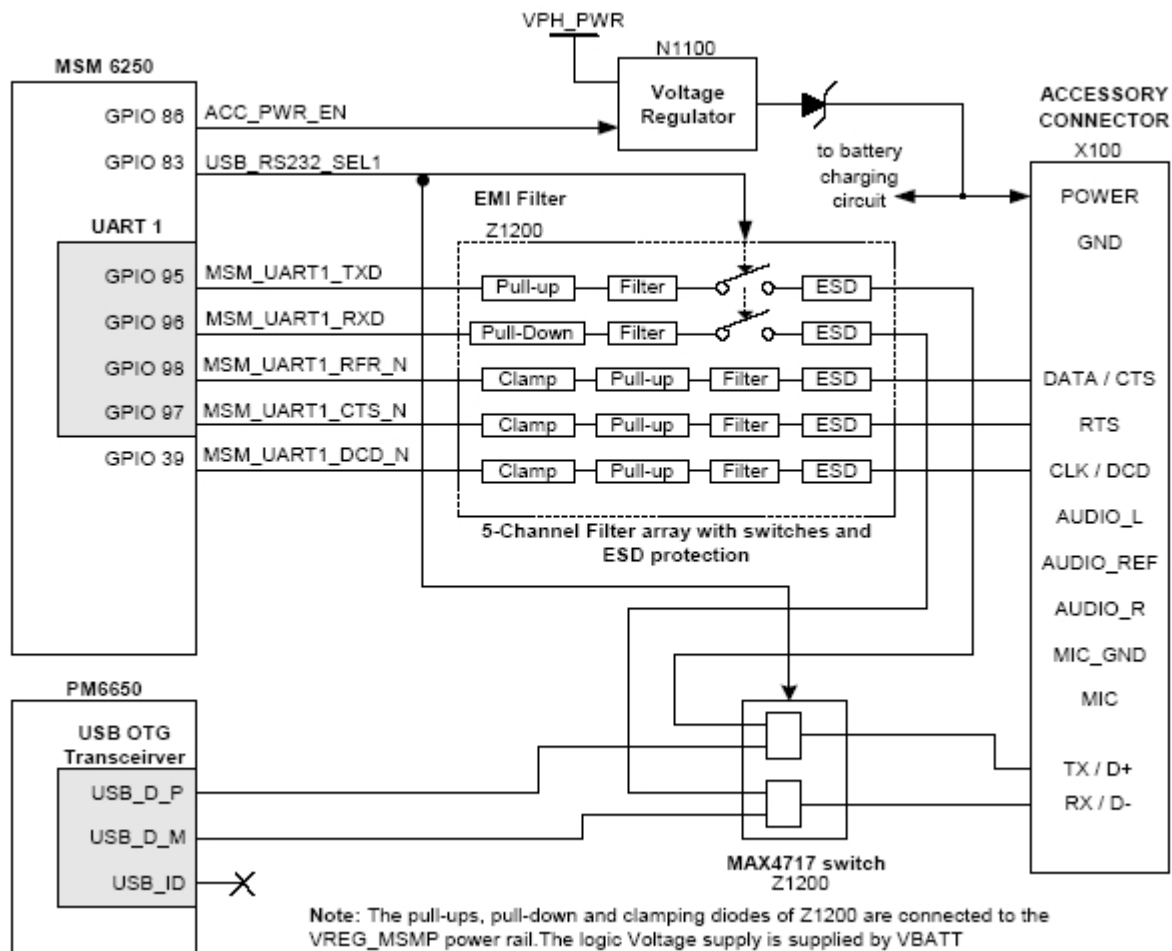 VPH_PWR
N1100
Voltage
Regulator
MSM 6250
GPIO 86
ACC_PWR_EN
GPIO 83
USB_RS232_SEL1
to battery
charging
circuit
ACCESSORY
CONNECTOR
X100
POWER
GND
EMI Filter
Z1200
UART 1
GPIO 95
MSM_UART1_TXD
Pull-up
Filter
ESD
GPIO 96
MSM_UART1_RXD
Pull-Down
Filter
ESD
GPIO 98
MSM_UART1_RFR_N
Clamp
Pull-up
Filter
ESD
DATA / CTS
GPIO 97
MSM_UART1_CTS_N
Clamp
Pull-up
Filter
ESD
RTS
GPIO 39
MSM_UART1_DCD_N
Clamp
Pull-up
Filter
ESD
CLK / DCD
5-Channel Filter array with switches and
ESD protection
AUDIO_L
AUDIO_REF
AUDIO_R
MIC_GND
MIC
TX / D+
RX / D-
PM6650
USB OTG
Transceirver
USB_D_P
USB_D_M
USB_ID
MAX4717 switch
Z1200
Note: The pull-ups, pull-down and clamping diodes of Z1200 are connected to the
VREG_MSMP power rail.The logic Voltage supply is supplied by VBATT